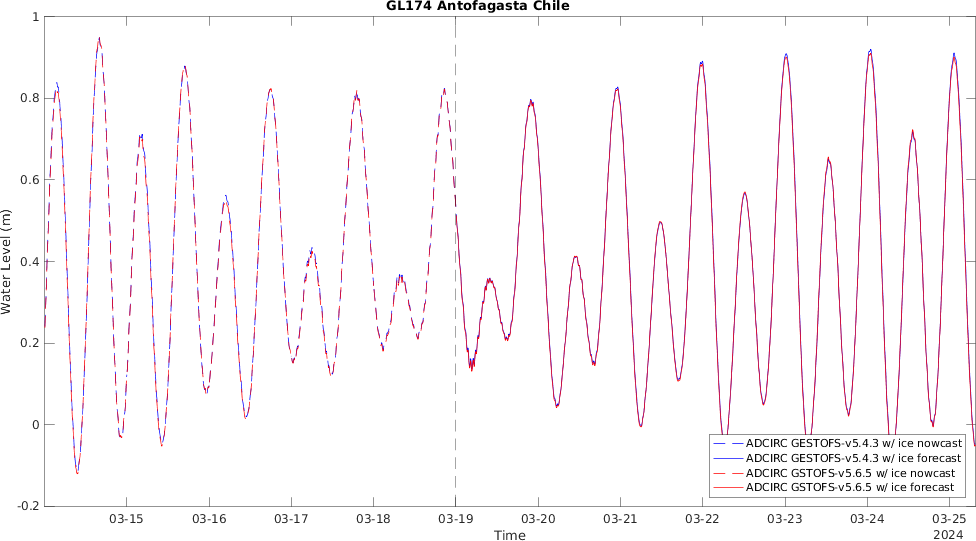 GL174 Antofagasta Chile
1
0.8
0.6
0.4
0.2
0
-0.2
Water Level (m)
03-15 03-16 03-17 03-18 03-19 03-20 03-21 03-22 03-23 03-24 03-25
2024
Time
ADCIRC GESTOFS-v5.4.3 w/ ice nowcast
ADCIRC GESTOFS-v5.4.3 w/ ice forecast
ADCIRC GSTOFS-v5.6.5 w/ ice nowcast
ADCIRC GSTOFS-v5.6.5 w/ ice forecast